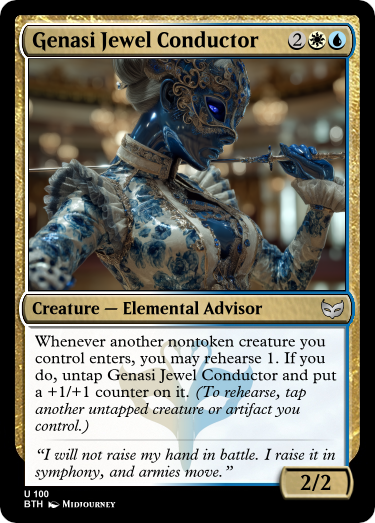 Genasi Jewel Conductor 2
Creature — Elemental Advisor
Whenever another nontoken creature you
control enters, you may rehearse 1. If you
do, untap Genasi Jewel Conductor and put
a +1/+1 counter on it. (To rehearse, tap
another untapped creature or artifact you
control.)
“I will not raise my hand in battle. I raise it in
symphony, and armies move.”
2/2
U 100
BTH Midjourney